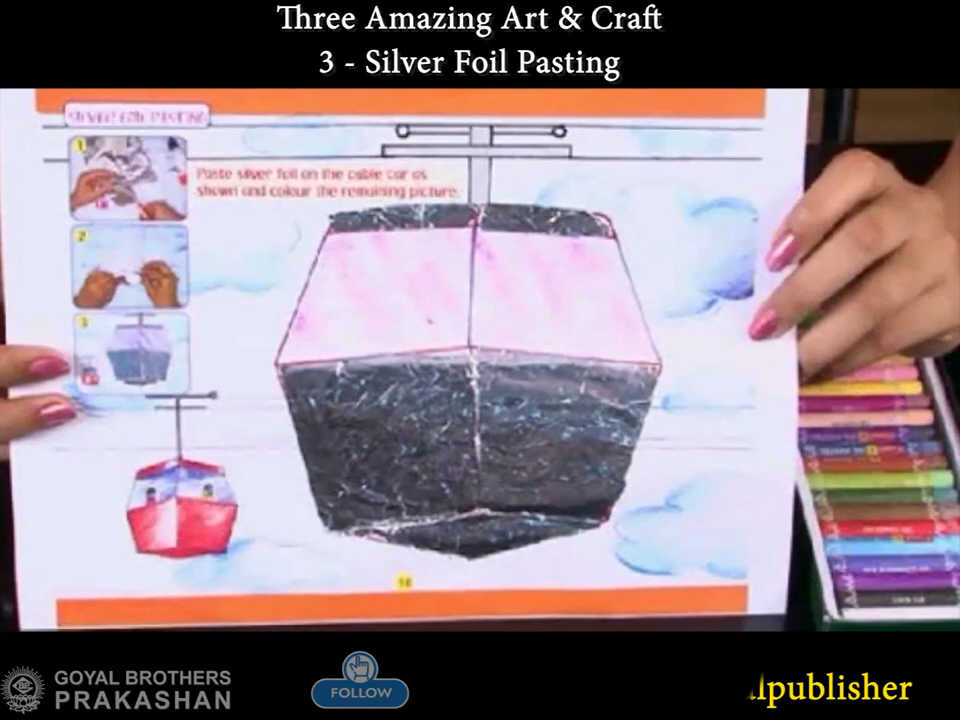 Three Amazing Art & Craft
3 - Silver Foil Pasting
SILVER FOIL PASTING
1
Paste silver foil on the cable car as
shown and colour the remaining picture.
2
3
16
GOYAL BROTHERS
PRAKASHAN
FOLLOW
lpublisher